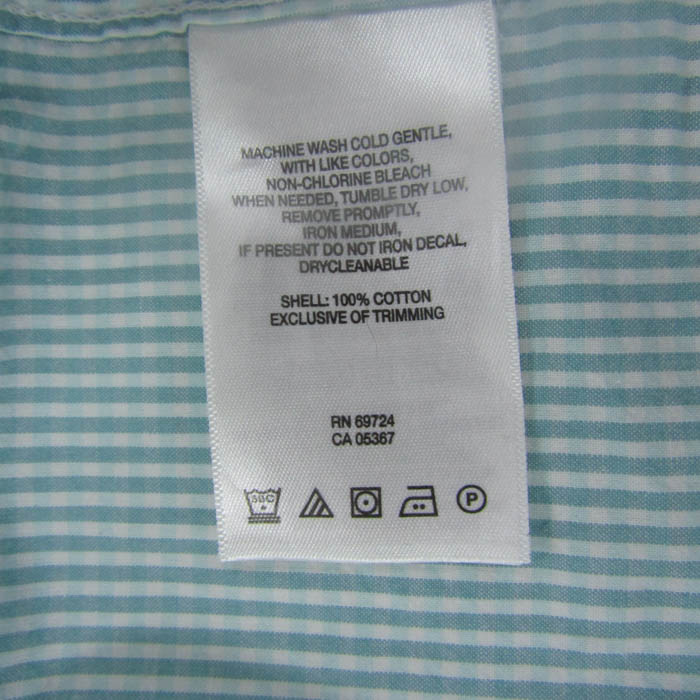 MACHINE WASH COLD GENTLE,
WITH LIKE COLORS,
NON-CHLORINE BLEACH
WHEN NEEDED, TUMBLE DRY LOW,
REMOVE PROMPTLY,
IRON MEDIUM,
IF PRESENT DO NOT IRON DECAL,
DRYCLEANABLE
SHELL: 100% COTTON
EXCLUSIVE OF TRIMMING
RN 69724
CA 05367
30C P